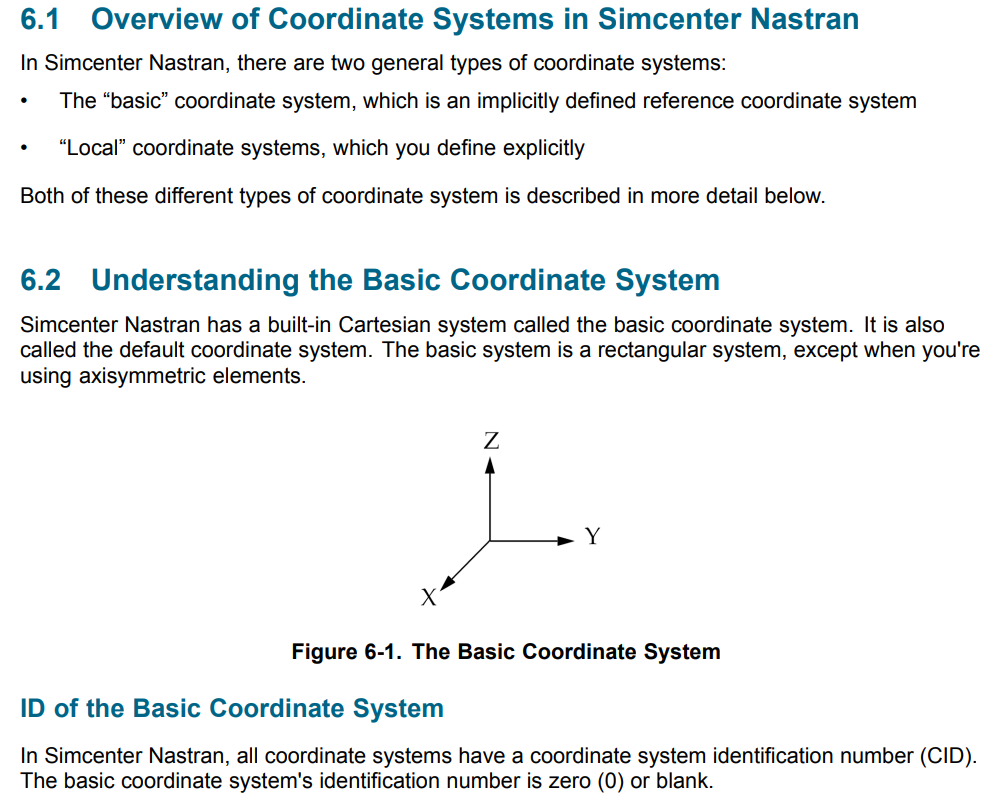 6.1 Overview of Coordinate Systems in Simcenter Nastran
In Simcenter Nastran, there are two general types of coordinate systems:
• The “basic” coordinate system, which is an implicitly defined reference coordinate system
• “Local” coordinate systems, which you define explicitly
Both of these different types of coordinate system is described in more detail below.
6.2 Understanding the Basic Coordinate System
Simcenter Nastran has a built-in Cartesian system called the basic coordinate system. It is also
called the default coordinate system. The basic system is a rectangular system, except when you're
using axisymmetric elements.
Z
Y
X
Figure 6-1. The Basic Coordinate System
ID of the Basic Coordinate System
In Simcenter Nastran, all coordinate systems have a coordinate system identification number (CID).
The basic coordinate system's identification number is zero (0) or blank.